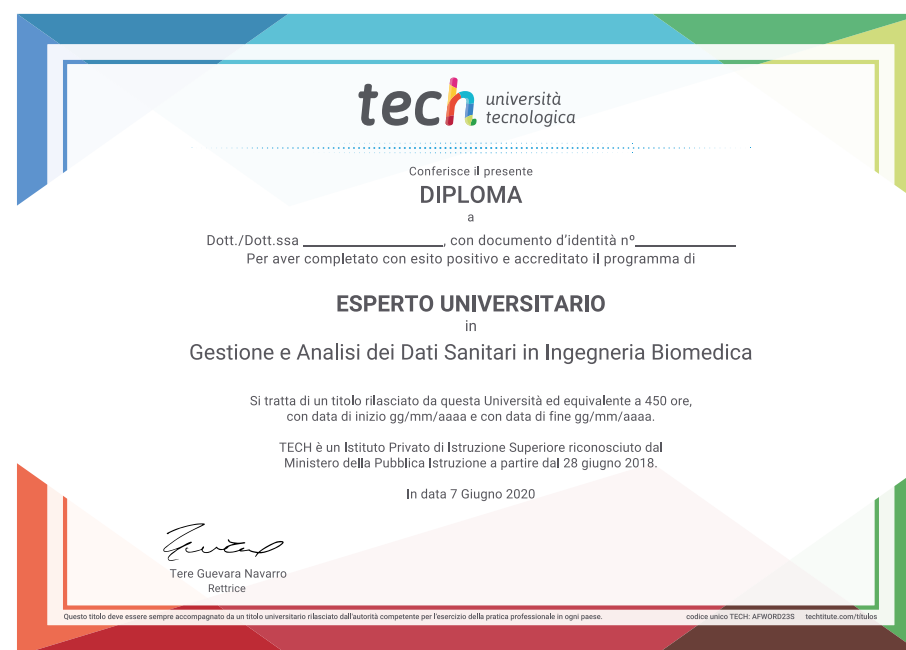 tech università
tecnologica
Conferisce il presente
DIPLOMA
a
Dott./Dott.ssa ____________________, con documento d'identità nº______________
Per aver completato con esito positivo e accreditato il programma di
ESPERTO UNIVERSITARIO
in
Gestione e Analisi dei Dati Sanitari in Ingegneria Biomedica
Si tratta di un titolo rilasciato da questa Università ed equivalente a 450 ore,
con data di inizio gg/mm/aaaa e con data di fine gg/mm/aaaa.
TECH è un Istituto Privato di Istruzione Superiore riconosciuto dal
Ministero della Pubblica Istruzione a partire dal 28 giugno 2018.
In data 7 Giugno 2020
Tere Guevara Navarro
Rettrice
Questo titolo deve essere sempre accompagnato da un titolo universitario rilasciato dall'autorità competente per l'esercizio della pratica professionale in ogni paese. codice unico TECH: AFWORD23S techtitute.com/titulos